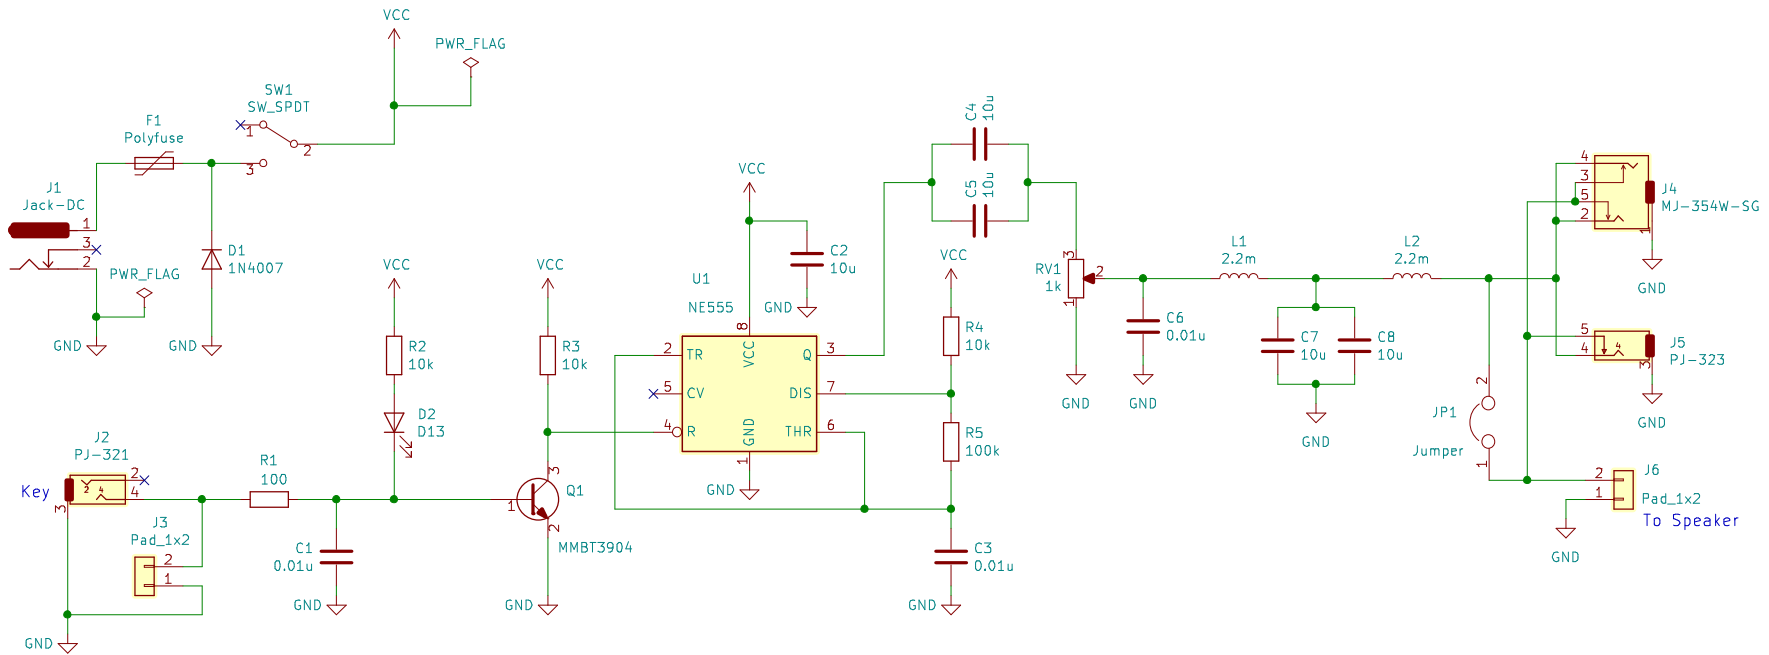 VCC
PWR_FLAG
SW1
SW_SPDT
1
2
3
F1
Polyfuse
J1
Jack-DC
1
3
2
PWR_FLAG
GND
D1
1N4007
GND
VCC
R2
10k
D2
D13
VCC
R3
10k
J2
PJ-321
Key
2
4
2
4
3
R1
100
J3
Pad_1x2
2
1
GND
C1
0.01u
GND
Q1
1
3
2
MMBT3904
GND
VCC
C2
10u
GND
U1
NE555
8
VCC
2
TR
5
CV
4
R
GND
1
GND
Q
3
DIS
7
THR
6
VCC
R4
10k
R5
100k
C3
0.01u
GND
C4
10u
C5
10u
RV1
1k
3
2
1
GND
C6
0.01u
GND
L1
2.2m
L2
2.2m
C7
10u
C8
10u
GND
JP1
Jumper
2
1
4
3
5
2
1
J4
MJ-354W-SG
GND
5
4
4
3
J5
PJ-323
GND
J6
2
1
Pad_1x2
To Speaker
GND